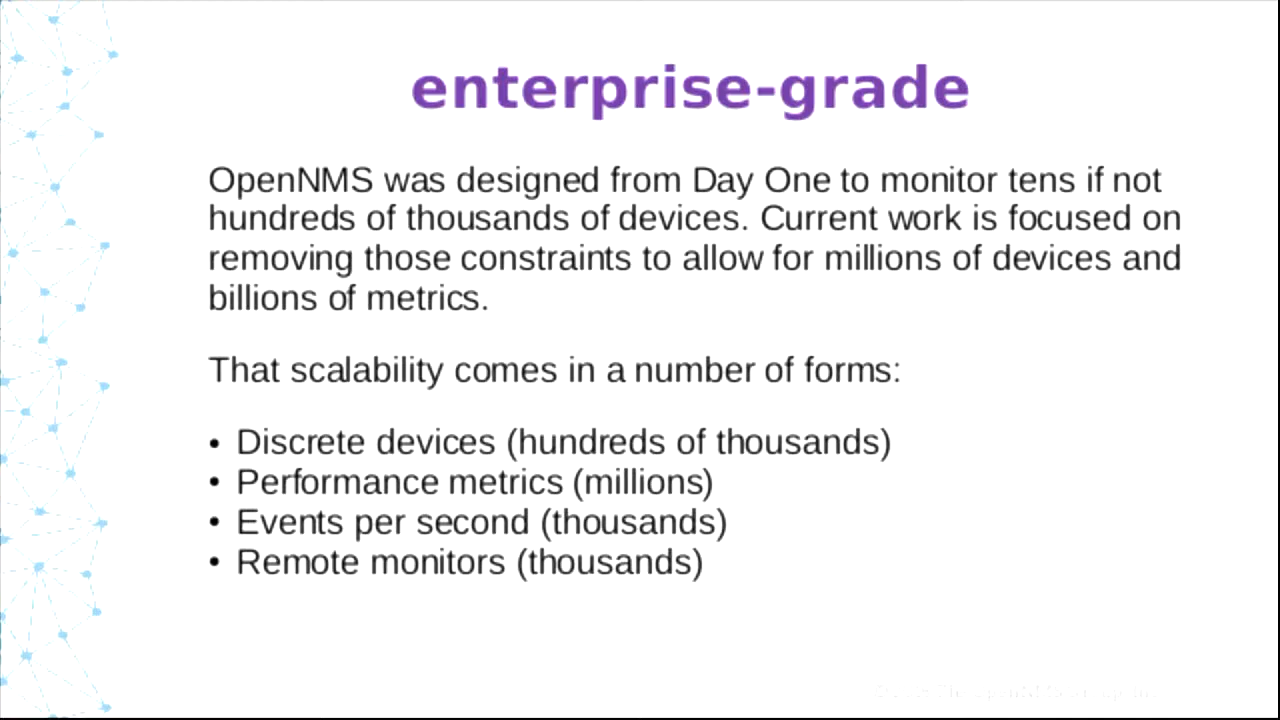 enterprise-grade
OpenNMS was designed from Day One to monitor tens if not
hundreds of thousands of devices. Current work is focused on
removing those constraints to allow for millions of devices and
billions of metrics.
That scalability comes in a number of forms:
• Discrete devices (hundreds of thousands)
• Performance metrics (millions)
• Events per second (thousands)
• Remote monitors (thousands)